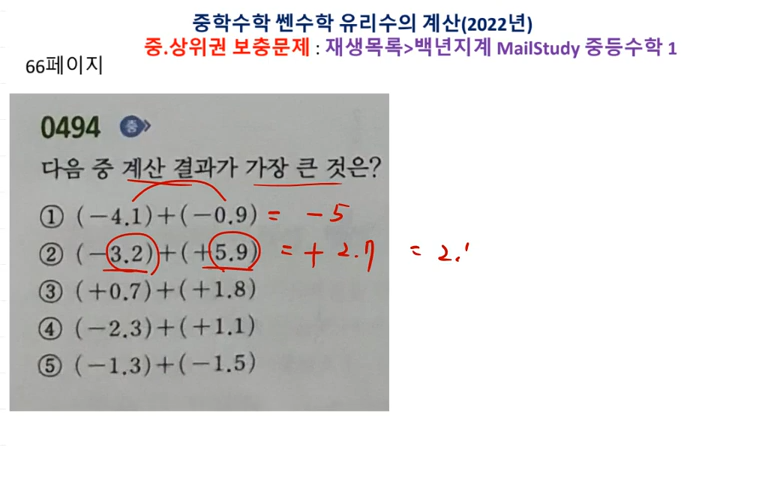 중학수학 쎈수학 유리수의 계산(2022년)
중.상위권 보충문제 : 재생목록>백년지계 MailStudy 중등수학 1
66페이지
0494 중
다음 중 계산 결과가 가장 큰 것은?
① (−4.1)+(−0.9) = −5
② (−3.2)+(+5.9) = +2.7 = 2.
③ (+0.7)+(+1.8)
④ (−2.3)+(+1.1)
⑤ (−1.3)+(−1.5)